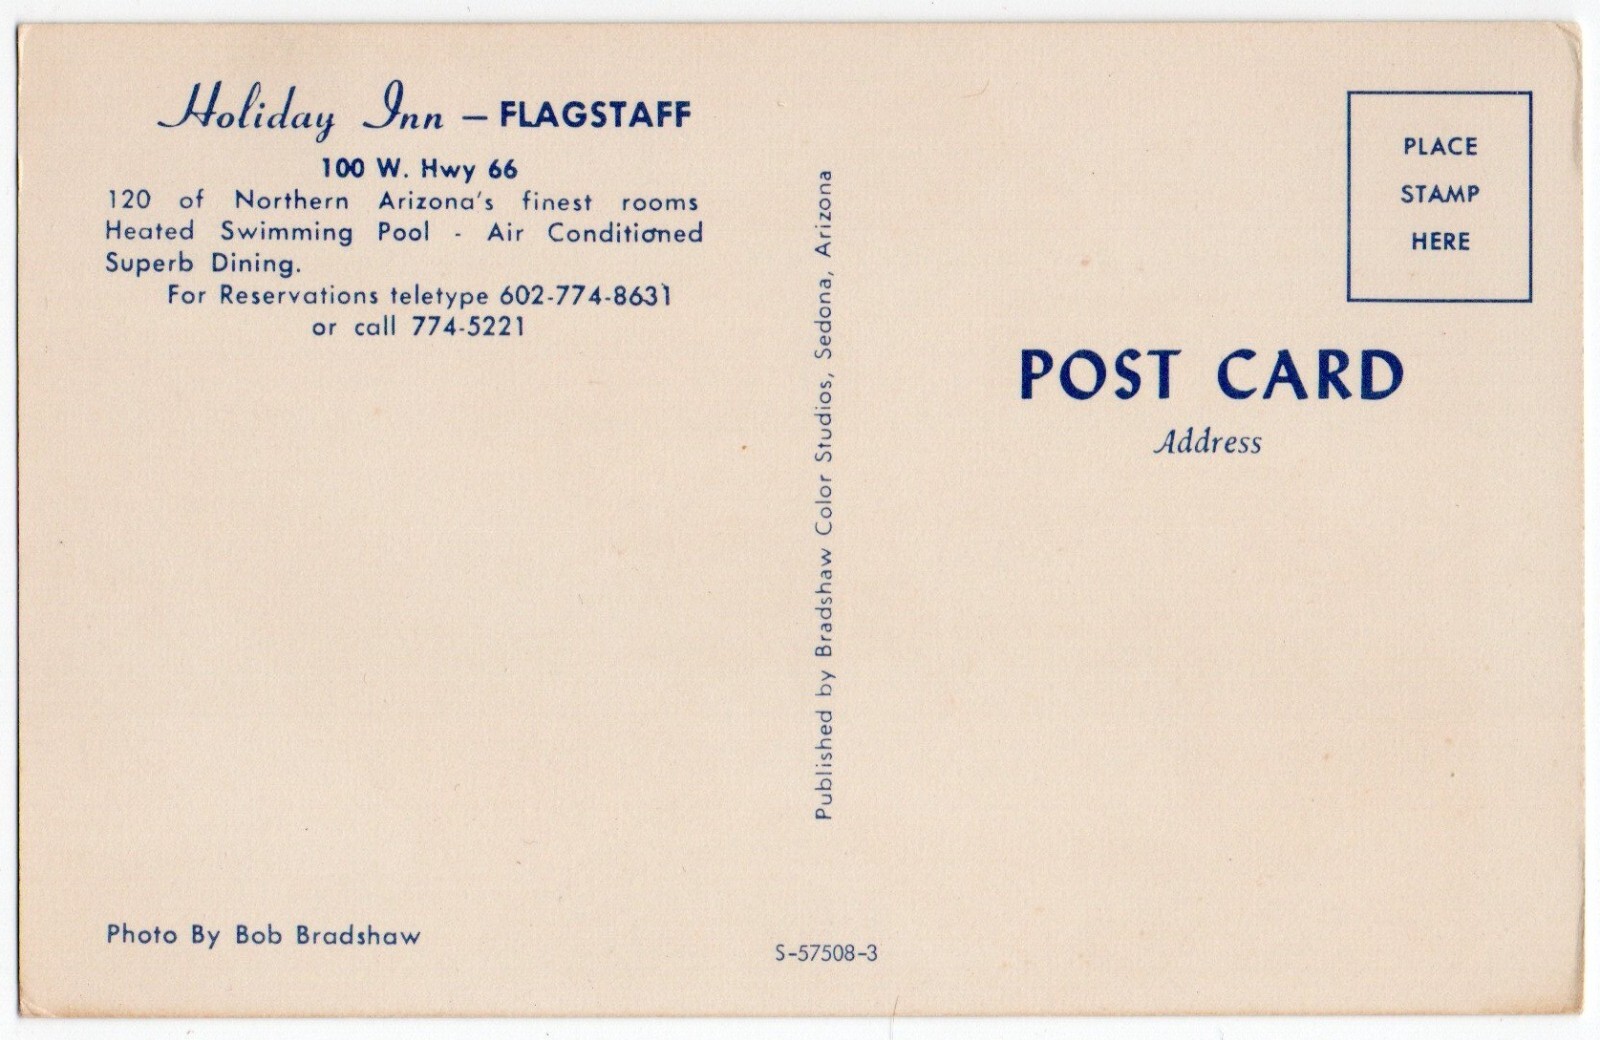 Holiday Inn – FLAGSTAFF
100 W. Hwy 66
120 of Northern Arizona's finest rooms
Heated Swimming Pool - Air Conditioned
Superb Dining.
For Reservations teletype 602-774-8631
or call 774-5221
Photo By Bob Bradshaw
Published by Bradshaw Color Studios, Sedona, Arizona
S-57508-3
PLACE
STAMP
HERE
POST CARD
Address